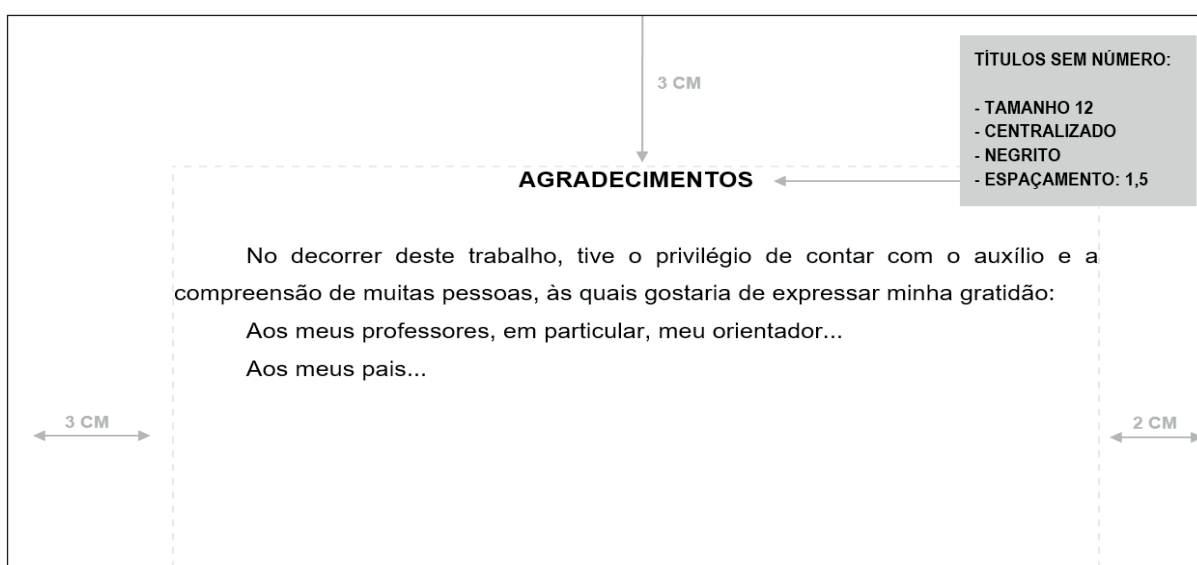 3 CM
TÍTULOS SEM NÚMERO:
- TAMANHO 12
- CENTRALIZADO
- NEGRITO
- ESPAÇAMENTO: 1,5
AGRADECIMENTOS
No decorrer deste trabalho, tive o privilégio de contar com o auxílio e a
compreensão de muitas pessoas, às quais gostaria de expressar minha gratidão:
Aos meus professores, em particular, meu orientador...
Aos meus pais...
3 CM
2 CM